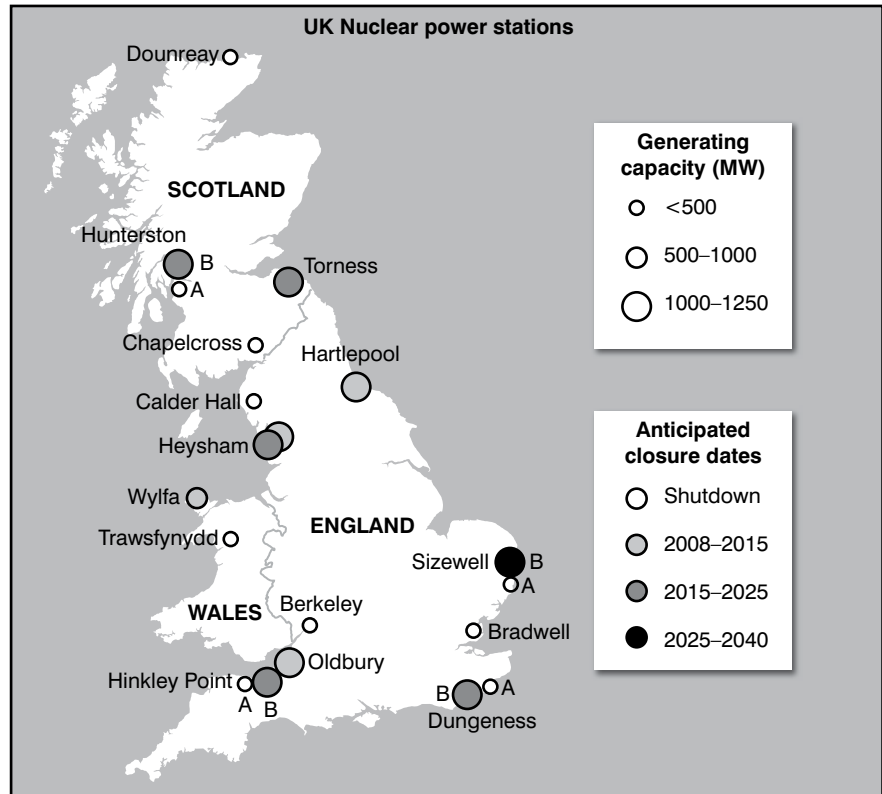 UK Nuclear power stations
Dounreay
Generating
capacity (MW)
<500
500–1000
1000–1250
SCOTLAND
Hunterston
B
A
Torness
Chapelcross
Hartlepool
Calder Hall
Heysham
Anticipated
closure dates
Shutdown
2008–2015
2015–2025
2025–2040
Wylfa
Trawsfynydd
ENGLAND
Sizewell
B
A
WALES
Berkeley
Bradwell
Oldbury
Hinkley Point
A
B
B
A
Dungeness